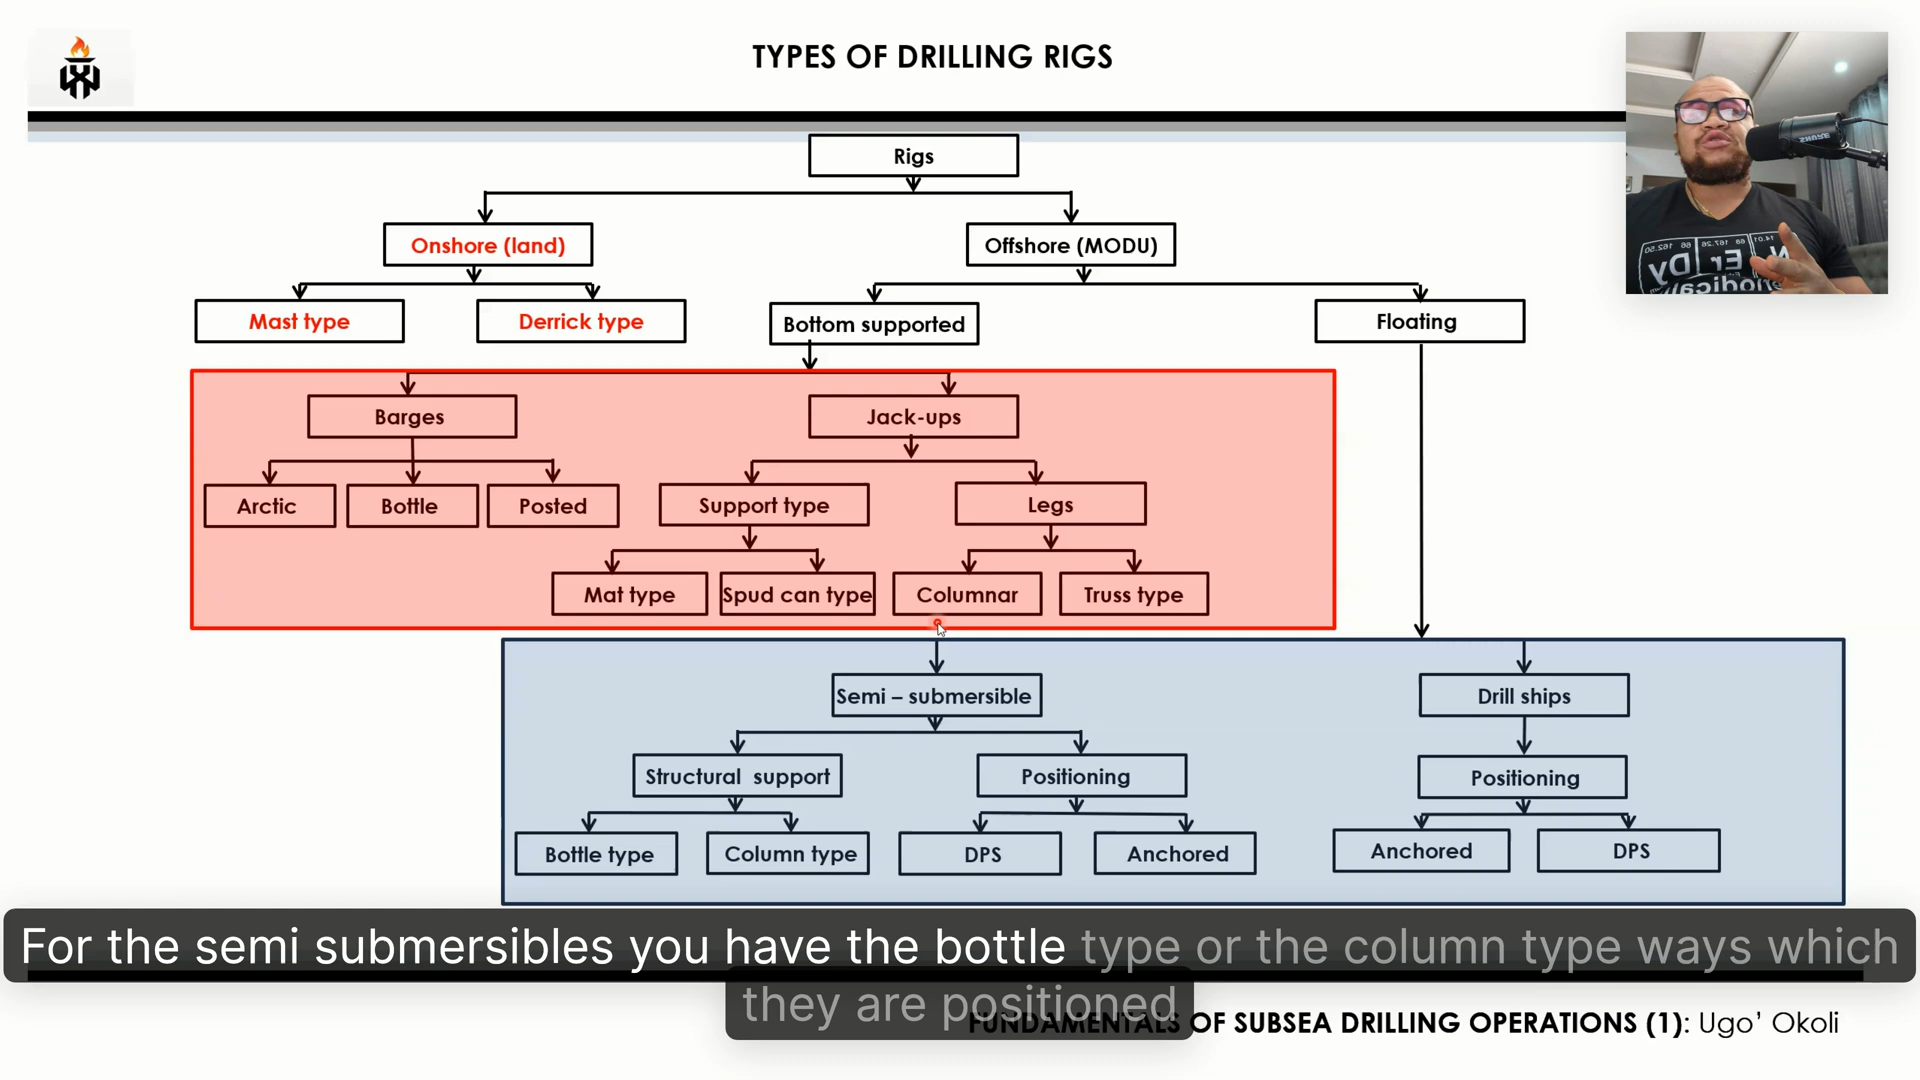 TYPES OF DRILLING RIGS
Rigs
Onshore (land)
Offshore (MODU)
Mast type
Derrick type
Bottom supported
Floating
Barges
Jack-ups
Arctic
Bottle
Posted
Support type
Legs
Mat type
Spud can type
Columnar
Truss type
Semi – submersible
Drill ships
Structural support
Positioning
Positioning
Bottle type
Column type
DPS
Anchored
Anchored
DPS
For the semi submersibles you have the bottle type or the column type ways which
they are positioned
FUNDAMENTALS OF SUBSEA DRILLING OPERATIONS (1): Ugo’ Okoli
SHURE